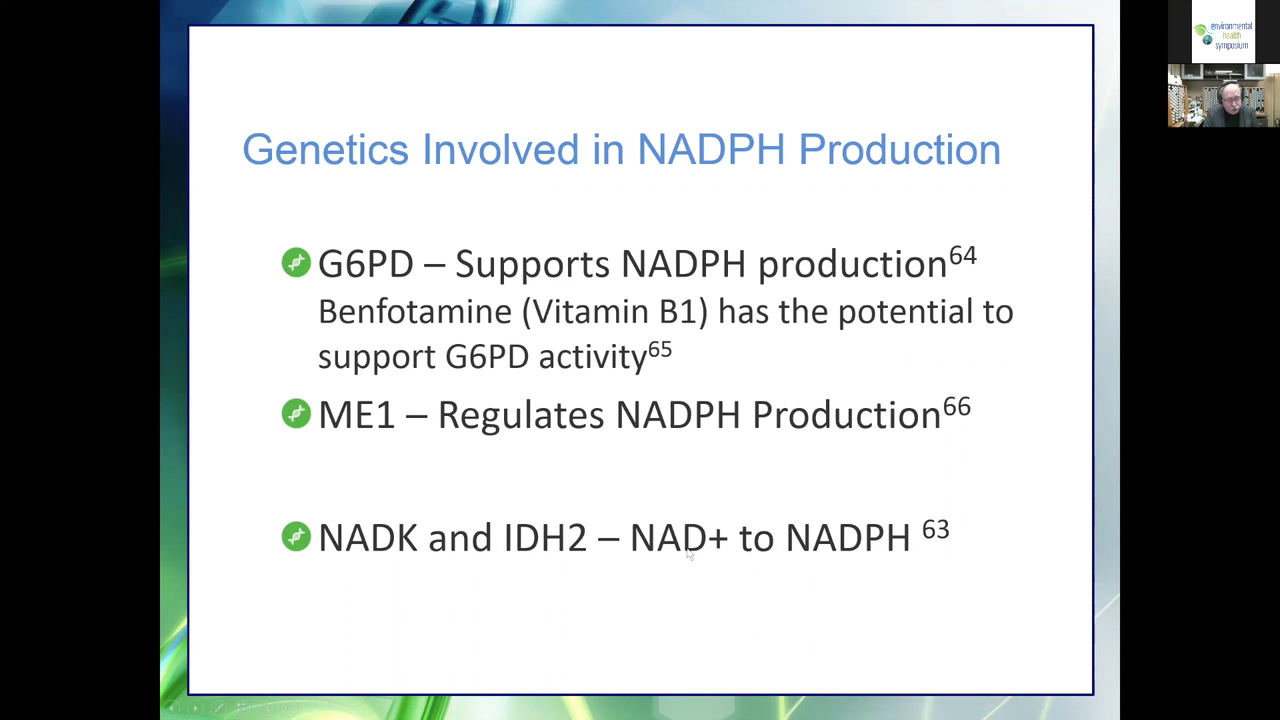 environmental
health
symposium
Genetics Involved in NADPH Production
G6PD – Supports NADPH production64
Benfotamine (Vitamin B1) has the potential to
support G6PD activity65
ME1 – Regulates NADPH Production66
NADK and IDH2 – NAD+ to NADPH 63